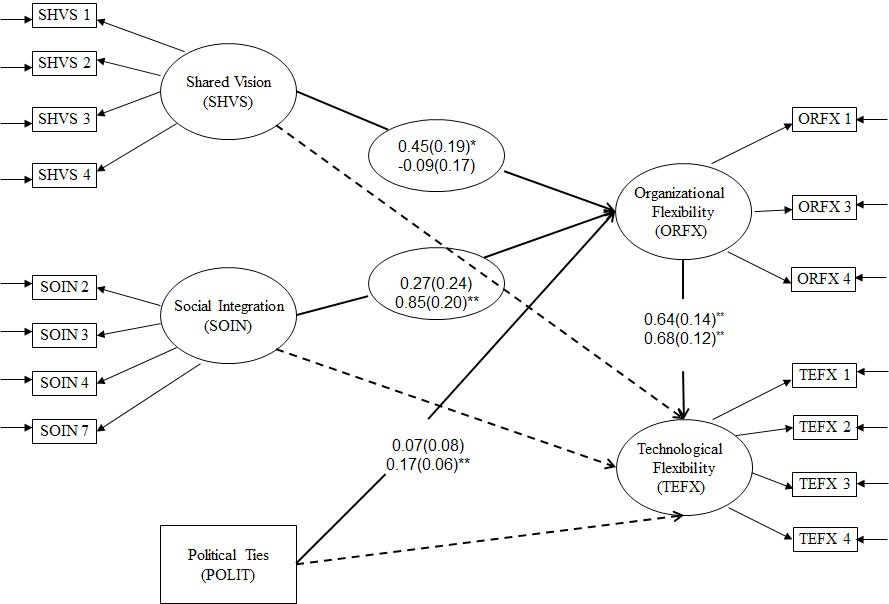 SHVS 1
SHVS 2
SHVS 3
SHVS 4
Shared Vision
(SHVS)
0.45(0.19)*
-0.09(0.17)
ORFX 1
ORFX 3
ORFX 4
Organizational
Flexibility
(ORFX)
SOIN 2
SOIN 3
SOIN 4
SOIN 7
Social Integration
(SOIN)
0.27(0.24)
0.85(0.20)**
0.64(0.14)**
0.68(0.12)**
TEFX 1
TEFX 2
TEFX 3
TEFX 4
Technological
Flexibility
(TEFX)
0.07(0.08)
0.17(0.06)**
Political Ties
(POLIT)